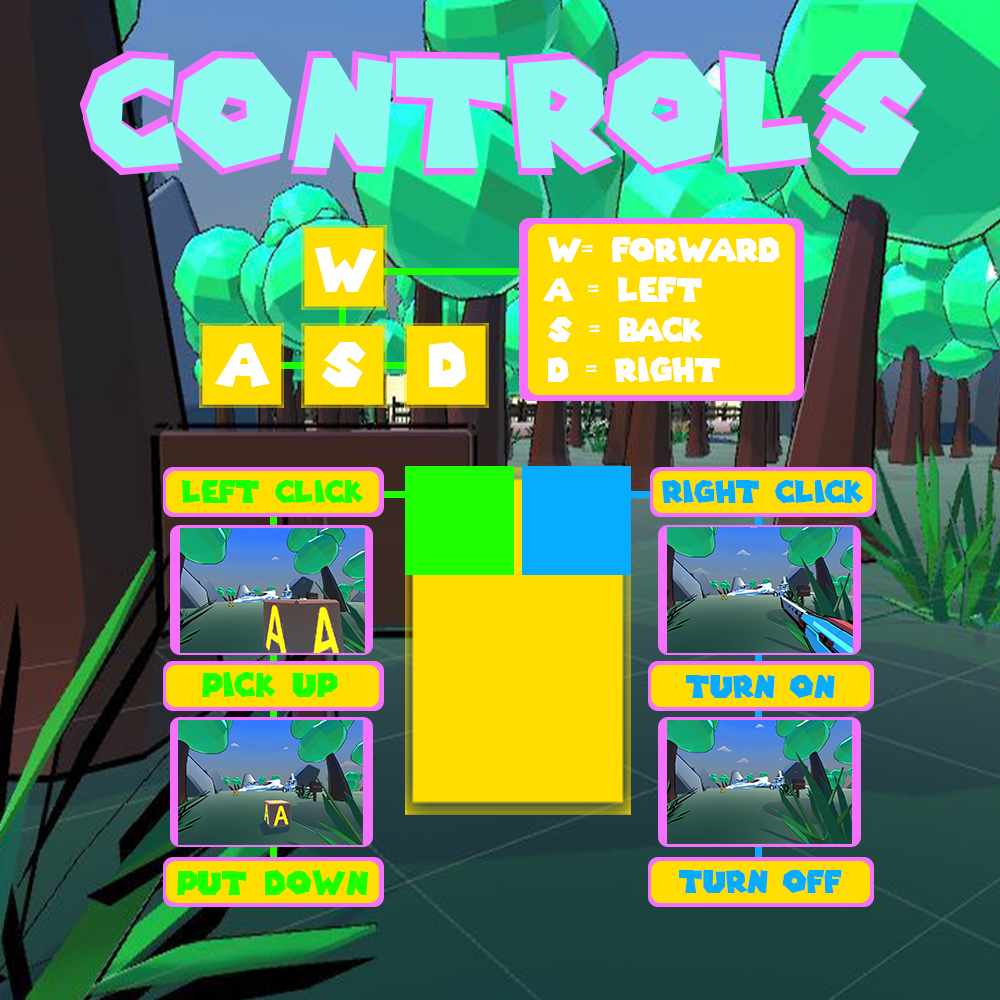 CONTROLS
W
A S D
W= FORWARD
A = LEFT
S = BACK
D = RIGHT
LEFT CLICK
A A
PICK UP
A
PUT DOWN
RIGHT CLICK
TURN ON
TURN OFF